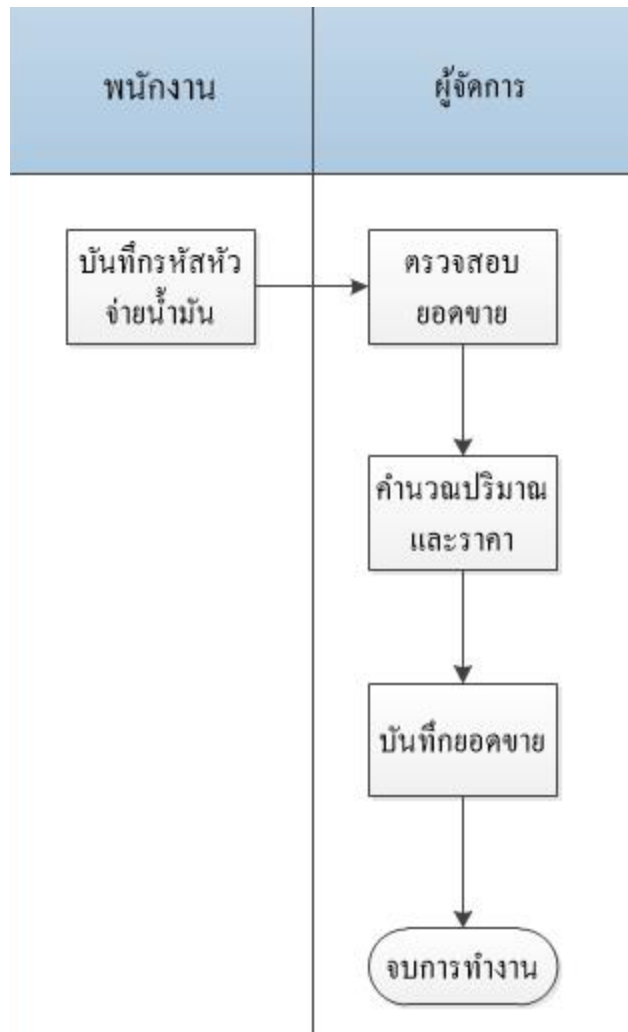 พนักงาน
ผู้จัดการ
บันทึกรหัสหัว
จ่ายน้ำมัน
ตรวจสอบ
ยอดขาย
คำนวณปริมาณ
และราคา
บันทึกยอดขาย
จบการทำงาน